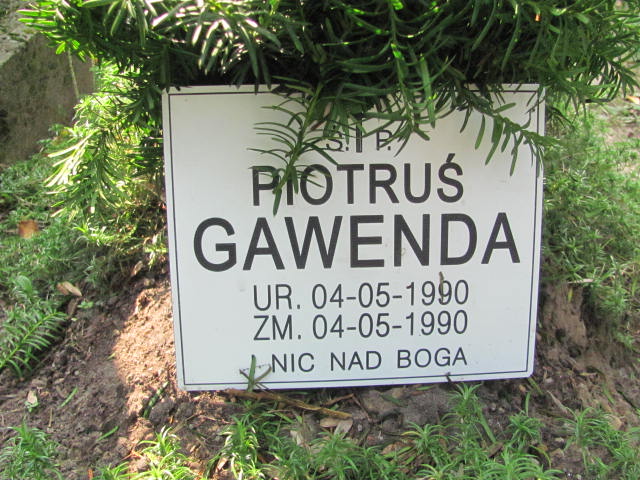 Ś. † P.
PIOTRUŚ
GAWENDA
UR. 04-05-1990
ZM. 04-05-1990
NIC NAD BOGA